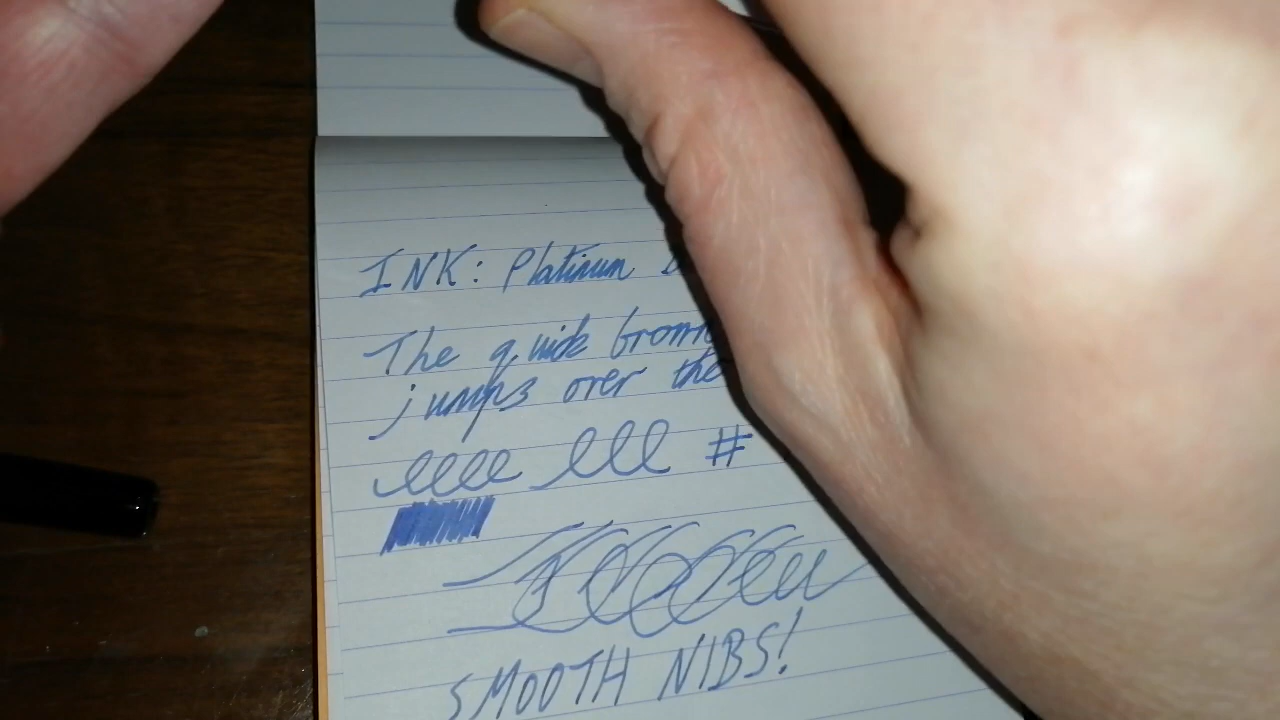 INK: Platinum
The quick brown
jumps over the
llll lll #
SMOOTH NIBS!